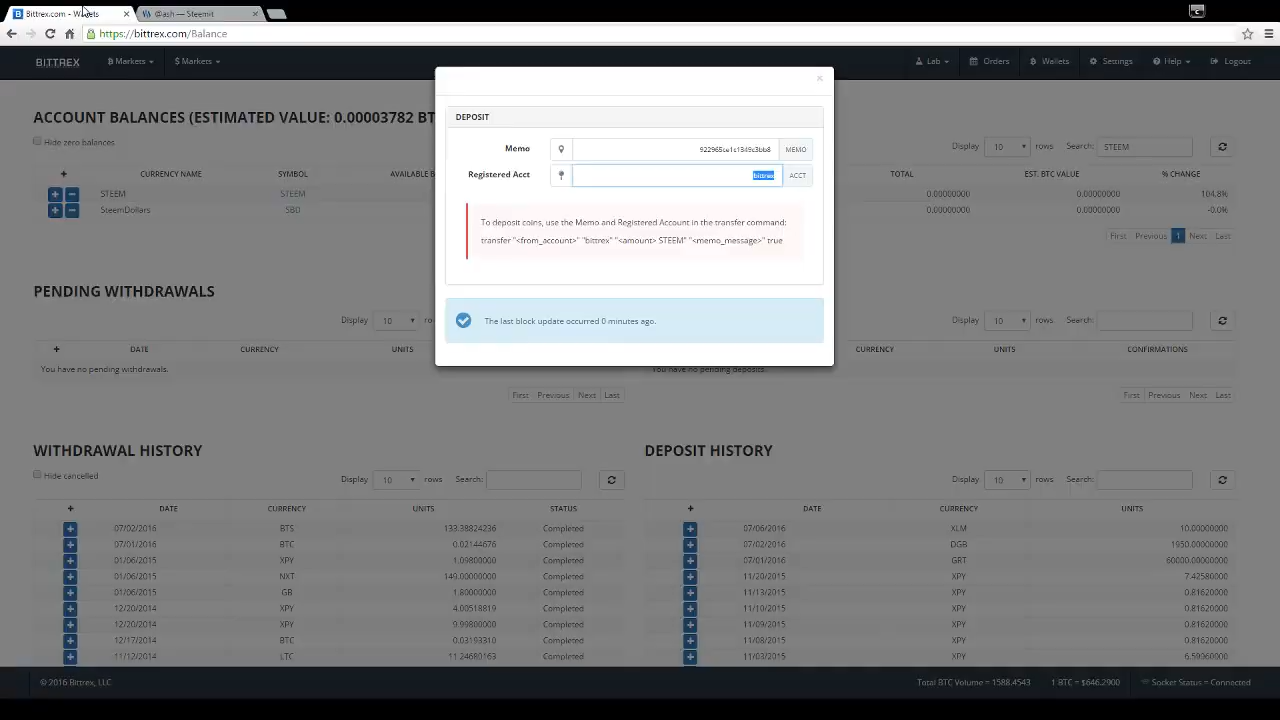 Bittrex.com - Wallets
@ash — Steemit
https://bittrex.com/Balance
BITTREX
Markets
$ Markets
Lab
Orders
Wallets
Settings
Help
Logout
ACCOUNT BALANCES (ESTIMATED VALUE: 0.00003782 BT
Hide zero balances
Display 10 rows Search: STEEM
+ CURRENCY NAME SYMBOL AVAILABLE B TOTAL EST. BTC VALUE % CHANGE
STEEM STEEM 0.00000000 0.00000000 104.8%
SteemDollars SBD 0.00000000 0.00000000 -0.0%
First Previous 1 Next Last
DEPOSIT
Memo MEMO
Registered Acct bittrex ACCT
To deposit coins, use the Memo and Registered Account in the transfer command:
transfer "<from_account>" "bittrex" "<amount> STEEM" "<memo_message>" true
The last block update occurred 0 minutes ago.
PENDING WITHDRAWALS
Display 10 ro
+ DATE CURRENCY UNITS
You have no pending withdrawals.
First Previous Next Last
Display 10 rows. Search:
CURRENCY UNITS CONFIRMATIONS
You have no pending deposits.
First Previous Next Last
WITHDRAWAL HISTORY
Hide cancelled
Display 10 rows Search:
+ DATE CURRENCY UNITS STATUS
+ 07/02/2016 BTS 133.38824236 Completed
+ 07/01/2016 BTC 0.02144676 Completed
+ 01/06/2015 XPY 1.09800000 Completed
+ 01/06/2015 NXT 149.00000000 Completed
+ 01/06/2015 GB 1.80000000 Completed
+ 12/20/2014 XPY 4.00518819 Completed
+ 12/20/2014 XPY 9.99800000 Completed
+ 12/17/2014 BTC 0.03193310 Completed
+ 11/12/2014 LTC 11.24680163 Completed
DEPOSIT HISTORY
Display 10 rows Search:
+ DATE CURRENCY UNITS
+ 07/06/2016 XLM 10.00000000
+ 07/02/2016 DGB 1950.00000000
+ 07/01/2016 GRT 60000.00000000
+ 11/20/2015 XPY 7.42580000
+ 11/13/2015 XPY 0.81620000
+ 11/10/2015 XPY 0.81620000
+ 11/09/2015 XPY 0.81620000
+ 11/08/2015 XPY 0.81620000
+ 11/03/2015 XPY 6.59960000
© 2016 Bittrex, LLC
Total BTC Volume = 1588.4543
1 BTC = $646.2900
Socket Status = Connected